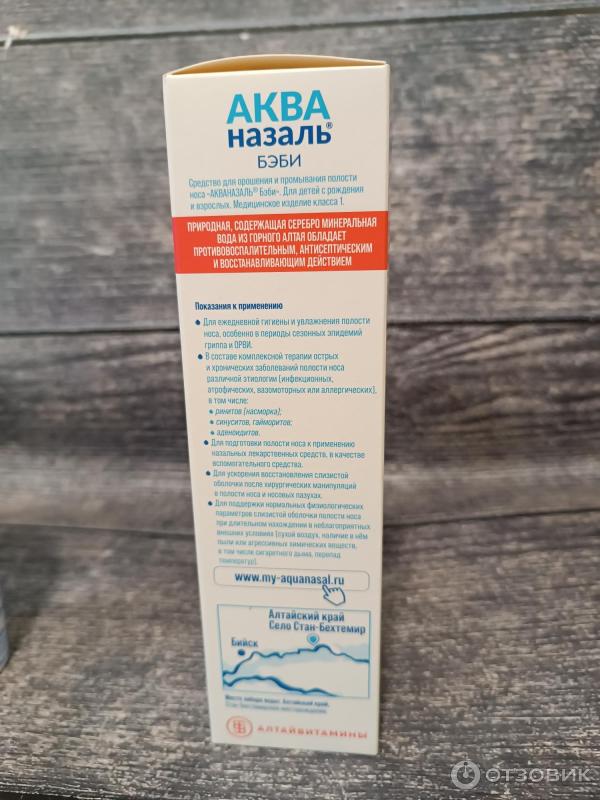 АКВА
назаль®
БЭБИ
Средство для орошения и промывания полости
носа «АКВАНАЗАЛЬ® Бэби». Для детей с рождения
и взрослых. Медицинское изделие класса 1.
ПРИРОДНАЯ, СОДЕРЖАЩАЯ СЕРЕБРО МИНЕРАЛЬНАЯ
ВОДА ИЗ ГОРНОГО АЛТАЯ ОБЛАДАЕТ
ПРОТИВОВОСПАЛИТЕЛЬНЫМ, АНТИСЕПТИЧЕСКИМ
И ВОССТАНАВЛИВАЮЩИМ ДЕЙСТВИЕМ
Показания к применению
• Для ежедневной гигиены и увлажнения полости
носа, особенно в периоды сезонных эпидемий
гриппа и ОРВИ.
• В составе комплексной терапии острых
и хронических заболеваний полости носа
различной этиологии (инфекционных,
атрофических, вазомоторных или аллергических),
в том числе:
• ринитов (насморка);
• синуситов, гайморитов;
• аденоидитов.
• Для подготовки полости носа к применению
назальных лекарственных средств, в качестве
вспомогательного средства.
• Для ускорения восстановления слизистой
оболочки после хирургических манипуляций
в полости носа и носовых пазухах.
• Для поддержки нормальных физиологических
параметров слизистой оболочки полости носа
при длительном нахождении в неблагоприятных
внешних условиях (сухой воздух, наличие в нём
пыли или агрессивных химических веществ,
в том числе сигаретного дыма, перепад
температур).
www.my-aquanasal.ru
Алтайский край
Село Стан-Бехтемир
Бийск
Место забора воды: Алтайский край,
АЛТАЙВИТАМИНЫ
ОТЗОВИК